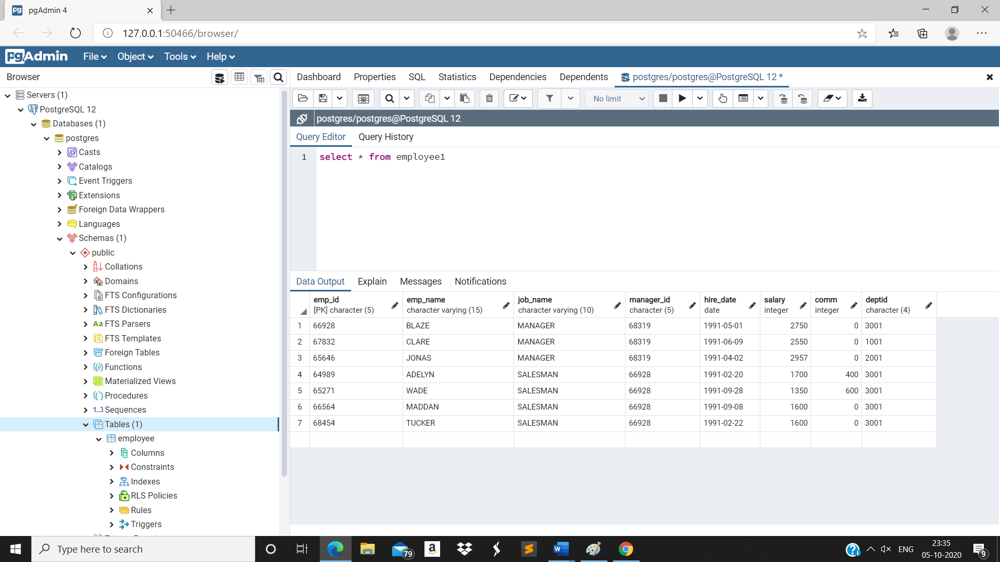 pgAdmin 4
127.0.0.1:50466/browser/
pgAdmin File Object Tools Help
Browser
Servers (1)
PostgreSQL 12
Databases (1)
postgres
Casts
Catalogs
Event Triggers
Extensions
Foreign Data Wrappers
Languages
Schemas (1)
public
Collations
Domains
FTS Configurations
FTS Dictionaries
Aa FTS Parsers
FTS Templates
Foreign Tables
Functions
Materialized Views
Procedures
1..3 Sequences
Tables (1)
employee
Columns
Constraints
Indexes
RLS Policies
Rules
Triggers
Dashboard Properties SQL Statistics Dependencies Dependents postgres/postgres@PostgreSQL 12 *
No limit
postgres/postgres@PostgreSQL 12
Query Editor Query History
1 select * from employee1
Data Output Explain Messages Notifications
emp_id emp_name job_name manager_id hire_date salary comm deptid
[PK] character (5) character varying (15) character varying (10) character (5) date integer integer character (4)
1 66928 BLAZE MANAGER 68319 1991-05-01 2750 0 3001
2 67832 CLARE MANAGER 68319 1991-06-09 2550 0 1001
3 65646 JONAS MANAGER 68319 1991-04-02 2957 0 2001
4 64989 ADELYN SALESMAN 66928 1991-02-20 1700 400 3001
5 65271 WADE SALESMAN 66928 1991-09-28 1350 600 3001
6 66564 MADDAN SALESMAN 66928 1991-09-08 1600 0 3001
7 68454 TUCKER SALESMAN 66928 1991-02-22 1600 0 3001
Type here to search
79
ENG
23:35
05-10-2020
9